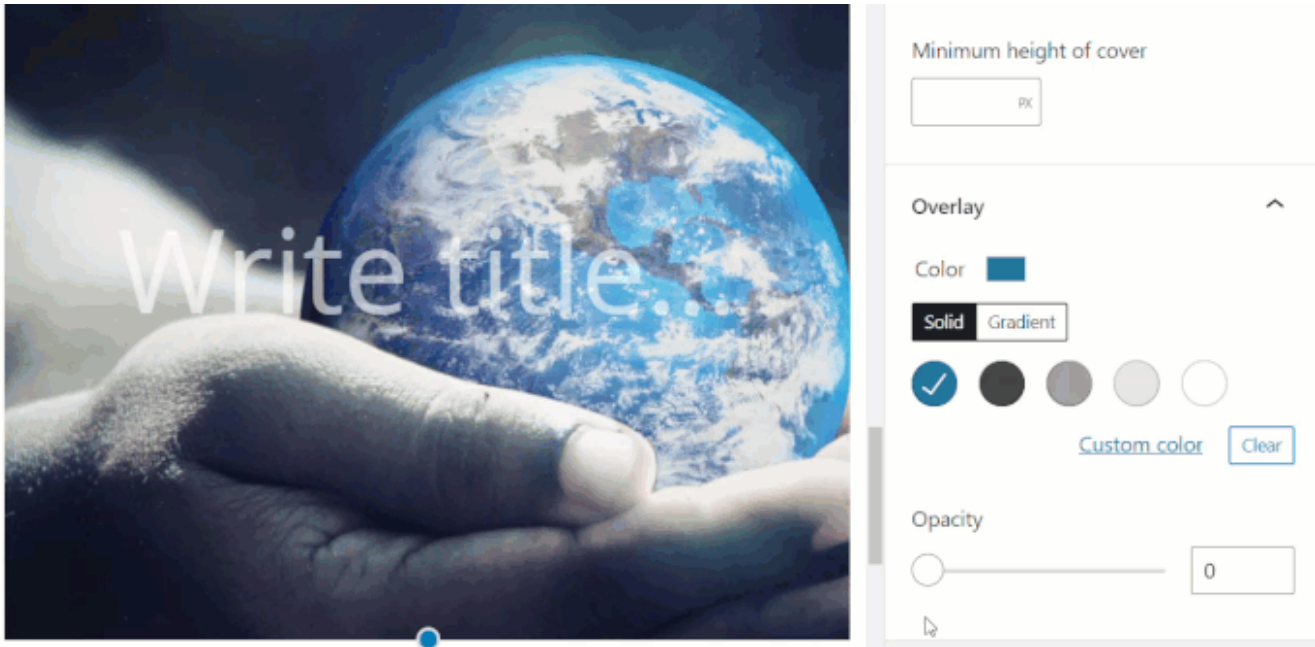 Write title...
Minimum height of cover
PX
Overlay
Color
Solid Gradient
Custom color Clear
Opacity
0